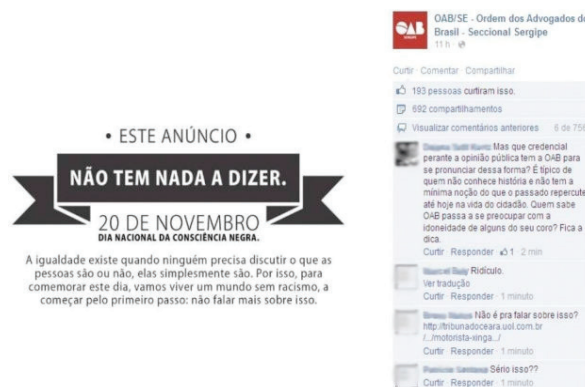 • ESTE ANÚNCIO •
NÃO TEM NADA A DIZER.
20 DE NOVEMBRO
DIA NACIONAL DA CONSCIÊNCIA NEGRA.
A igualdade existe quando ninguém precisa discutir o que as
pessoas são ou não, elas simplesmente são. Por isso, para
comemorar este dia, vamos viver um mundo sem racismo, a
começar pelo primeiro passo: não falar mais sobre isso.
OAB
SERGIPE
OAB/SE - Ordem dos Advogados do
Brasil - Seccional Sergipe
11 h ·
Curtir · Comentar · Compartilhar
193 pessoas curtiram isso.
692 compartilhamentos
Visualizar comentários anteriores 6 de 756
Mas que credencial
perante a opinião pública tem a OAB para
se pronunciar dessa forma? É típico de
quem não conhece história e não tem a
mínima noção do que o passado repercute
até hoje na vida do cidadão. Quem sabe
OAB passa a se preocupar com a
idoneidade de alguns do seu coro? Fica a
dica.
Curtir · Responder · 1 · 2 min
Ridículo.
Ver tradução
Curtir · Responder · 1 minuto
Não é pra falar sobre isso?
http://tribunadoceara.uol.com.br
/.../motorista-xinga.../
Curtir · Responder · 1 minuto
Sério isso??
Curtir · Responder · 1 minuto